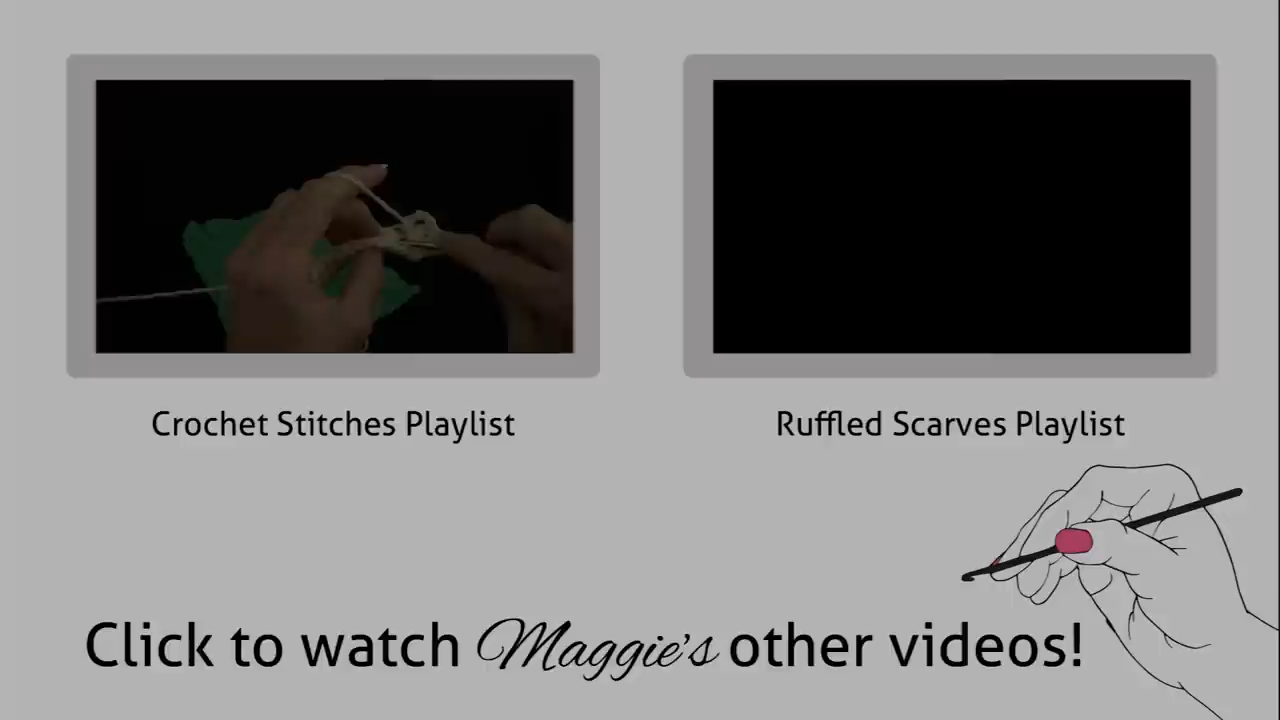 Crochet Stitches Playlist
Ruffled Scarves Playlist
Click to watch Maggie's other videos!